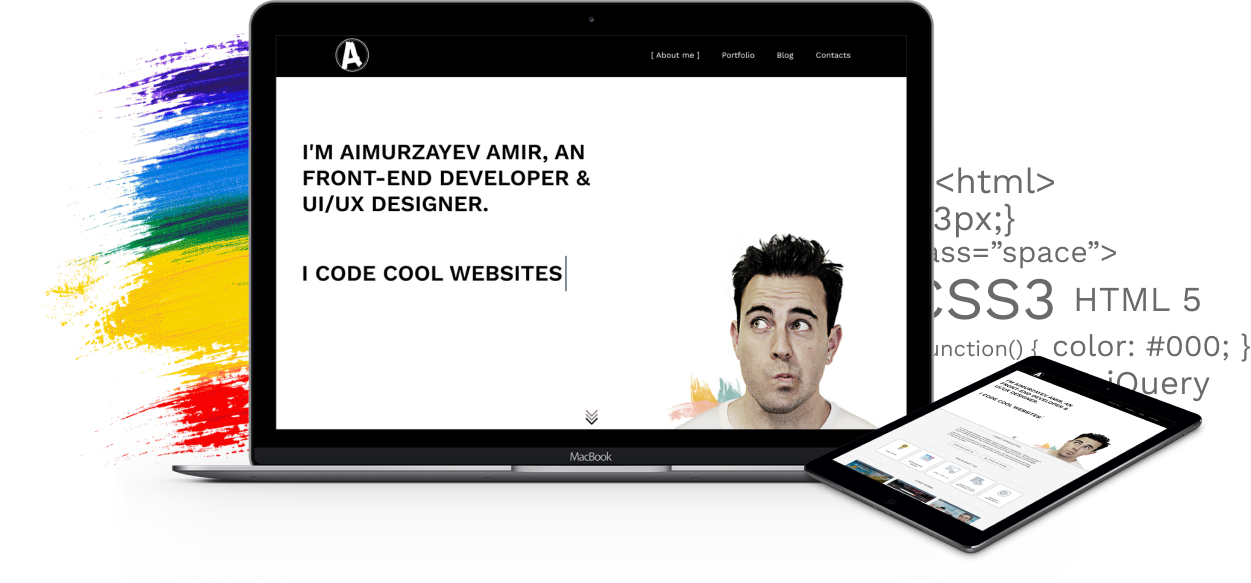 A
[ About me ] Portfolio Blog Contacts
I'M AIMURZAYEV AMIR, AN
FRONT-END DEVELOPER &
UI/UX DESIGNER.
I CODE COOL WEBSITES
MacBook
<html>
3px;}
ass=”space”>
CSS3 HTML 5
unction() { color: #000; }
jQuery
I'M AIMURZAYEV AMIR, AN
FRONT-END DEVELOPER &
UI/UX DESIGNER.
I CODE COOL WEBSITES